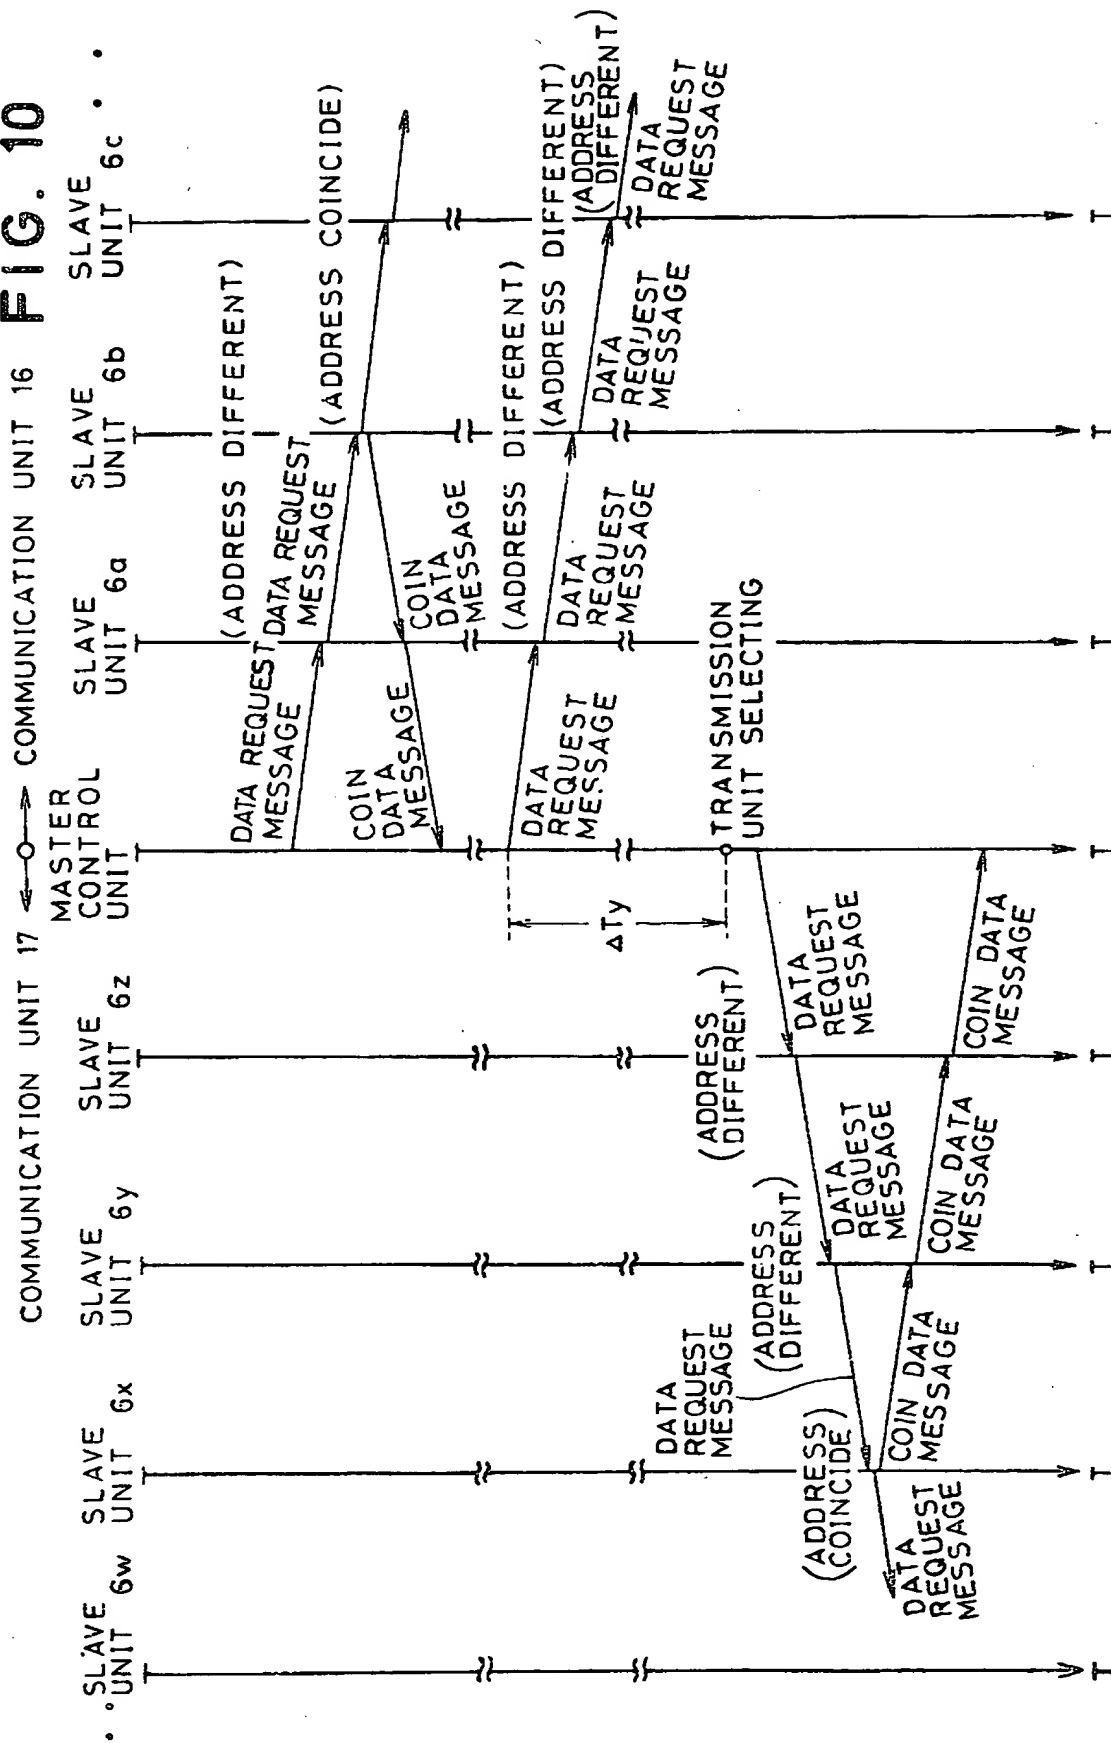 FIG. 10
COMMUNICATION UNIT 17
COMMUNICATION UNIT 16
SLAVE
UNIT 6w
SLAVE
UNIT 6x
SLAVE
UNIT 6y
SLAVE
UNIT 6z
MASTER
CONTROL
UNIT
SLAVE
UNIT 6a
SLAVE
UNIT 6b
SLAVE
UNIT 6c
(ADDRESS DIFFERENT)
DATA REQUEST
MESSAGE
DATA REQUEST
MESSAGE
(ADDRESS COINCIDE)
COIN
DATA
MESSAGE
COIN
DATA
MESSAGE
(ADDRESS DIFFERENT)
(ADDRESS DIFFERENT)
(ADDRESS
DIFFERENT)
DATA
REQUEST
MESSAGE
DATA
REQUEST
MESSAGE
DATA
REQUEST
MESSAGE
DATA
REQUEST
MESSAGE
ΔTy
TRANSMISSION
UNIT SELECTING
(ADDRESS
DIFFERENT)
DATA
REQUEST
MESSAGE
(ADDRESS
DIFFERENT)
DATA
REQUEST
MESSAGE
DATA
REQUEST
MESSAGE
(ADDRESS
COINCIDE)
DATA
REQUEST
MESSAGE
COIN DATA
MESSAGE
COIN DATA
MESSAGE
COIN DATA
MESSAGE
T
T
T
T
T
T
T
T